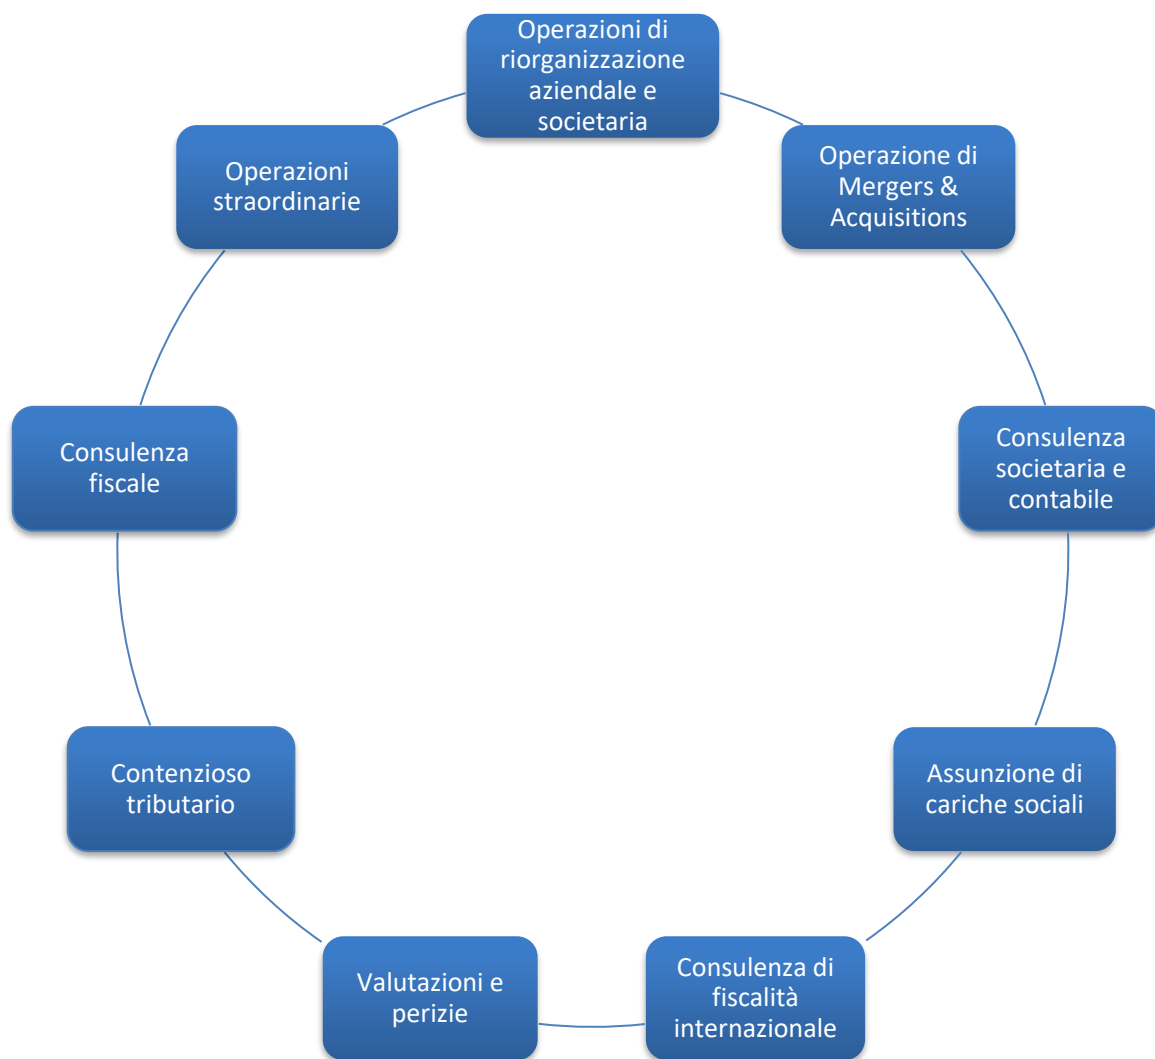 Operazioni di
riorganizzazione
aziendale e
societaria
Operazione di
Mergers &
Acquisitions
Consulenza
societaria e
contabile
Assunzione di
cariche sociali
Consulenza di
fiscalità
internazionale
Valutazioni e
perizie
Contenzioso
tributario
Consulenza
fiscale
Operazioni
straordinarie